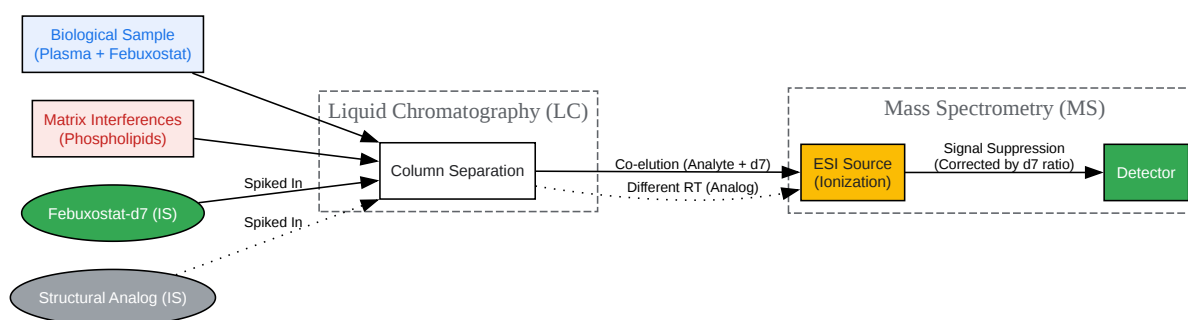 Biological Sample
(Plasma + Febuxostat)
Matrix Interferences
(Phospholipids)
Febuxostat-d7 (IS)
Structural Analog (IS)
Spiked In
Spiked In
Liquid Chromatography (LC)
Column Separation
Co-elution (Analyte + d7)
Different RT (Analog)
Mass Spectrometry (MS)
ESI Source
(Ionization)
Signal Suppression
(Corrected by d7 ratio)
Detector